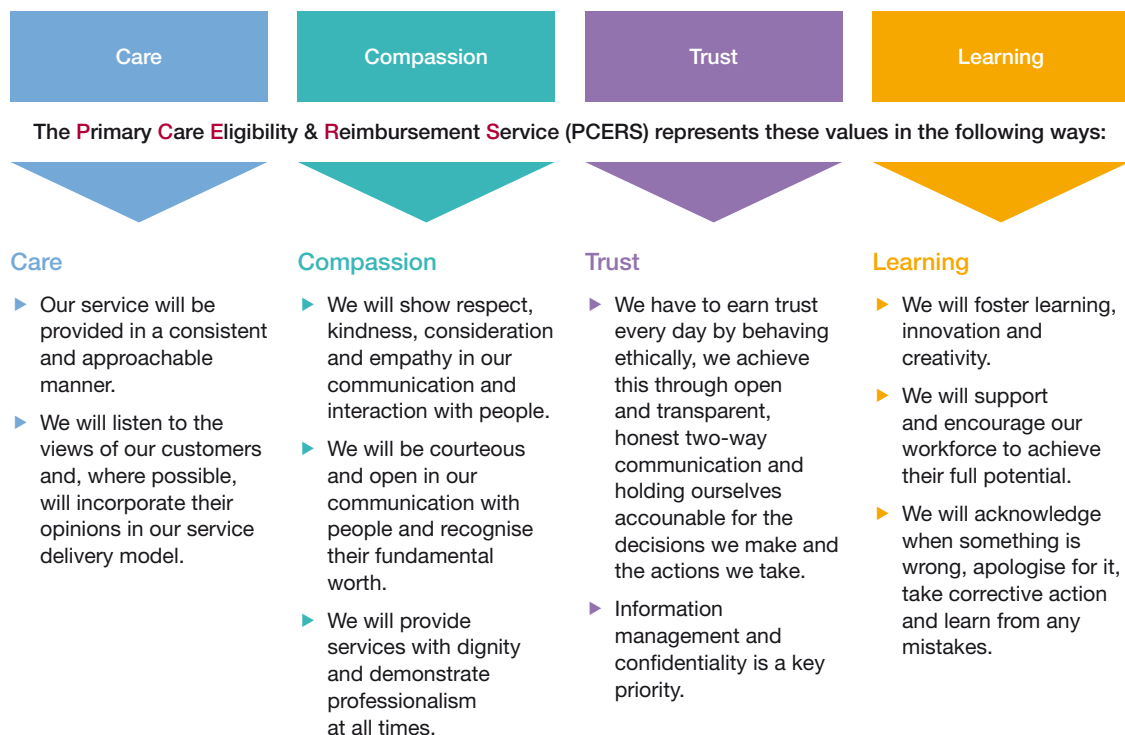 Care
Compassion
Trust
Learning
The Primary Care Eligibility & Reimbursement Service (PCERS) represents these values in the following ways:
Care
Our service will be
provided in a consistent
and approachable
manner.
We will listen to the
views of our customers
and, where possible,
will incorporate their
opinions in our service
delivery model.
Compassion
We will show respect,
kindness, consideration
and empathy in our
communication and
interaction with people.
We will be courteous
and open in our
communication with
people and recognise
their fundamental
worth.
We will provide
services with dignity
and demonstrate
professionalism
at all times.
Trust
We have to earn trust
every day by behaving
ethically, we achieve
this through open
and transparent,
honest two-way
communication and
holding ourselves
accounable for the
decisions we make and
the actions we take.
Information
management and
confidentiality is a key
priority.
Learning
We will foster learning,
innovation and
creativity.
We will support
and encourage our
workforce to achieve
their full potential.
We will acknowledge
when something is
wrong, apologise for it,
take corrective action
and learn from any
mistakes.